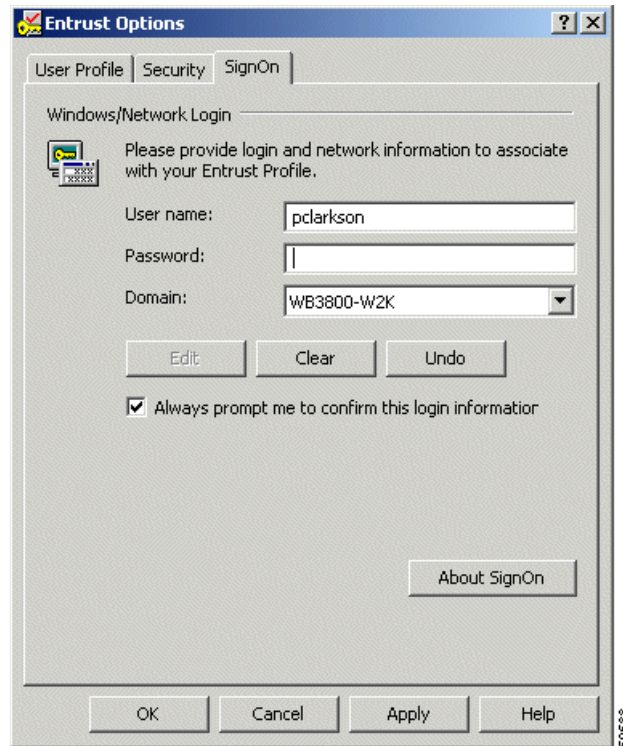 Entrust Options
User Profile Security SignOn
Windows/Network Login
Please provide login and network information to associate
with your Entrust Profile.
User name: pclarkson
Password:
Domain: WB3800-W2K
Edit Clear Undo
Always prompt me to confirm this login information
About SignOn
OK Cancel Apply Help